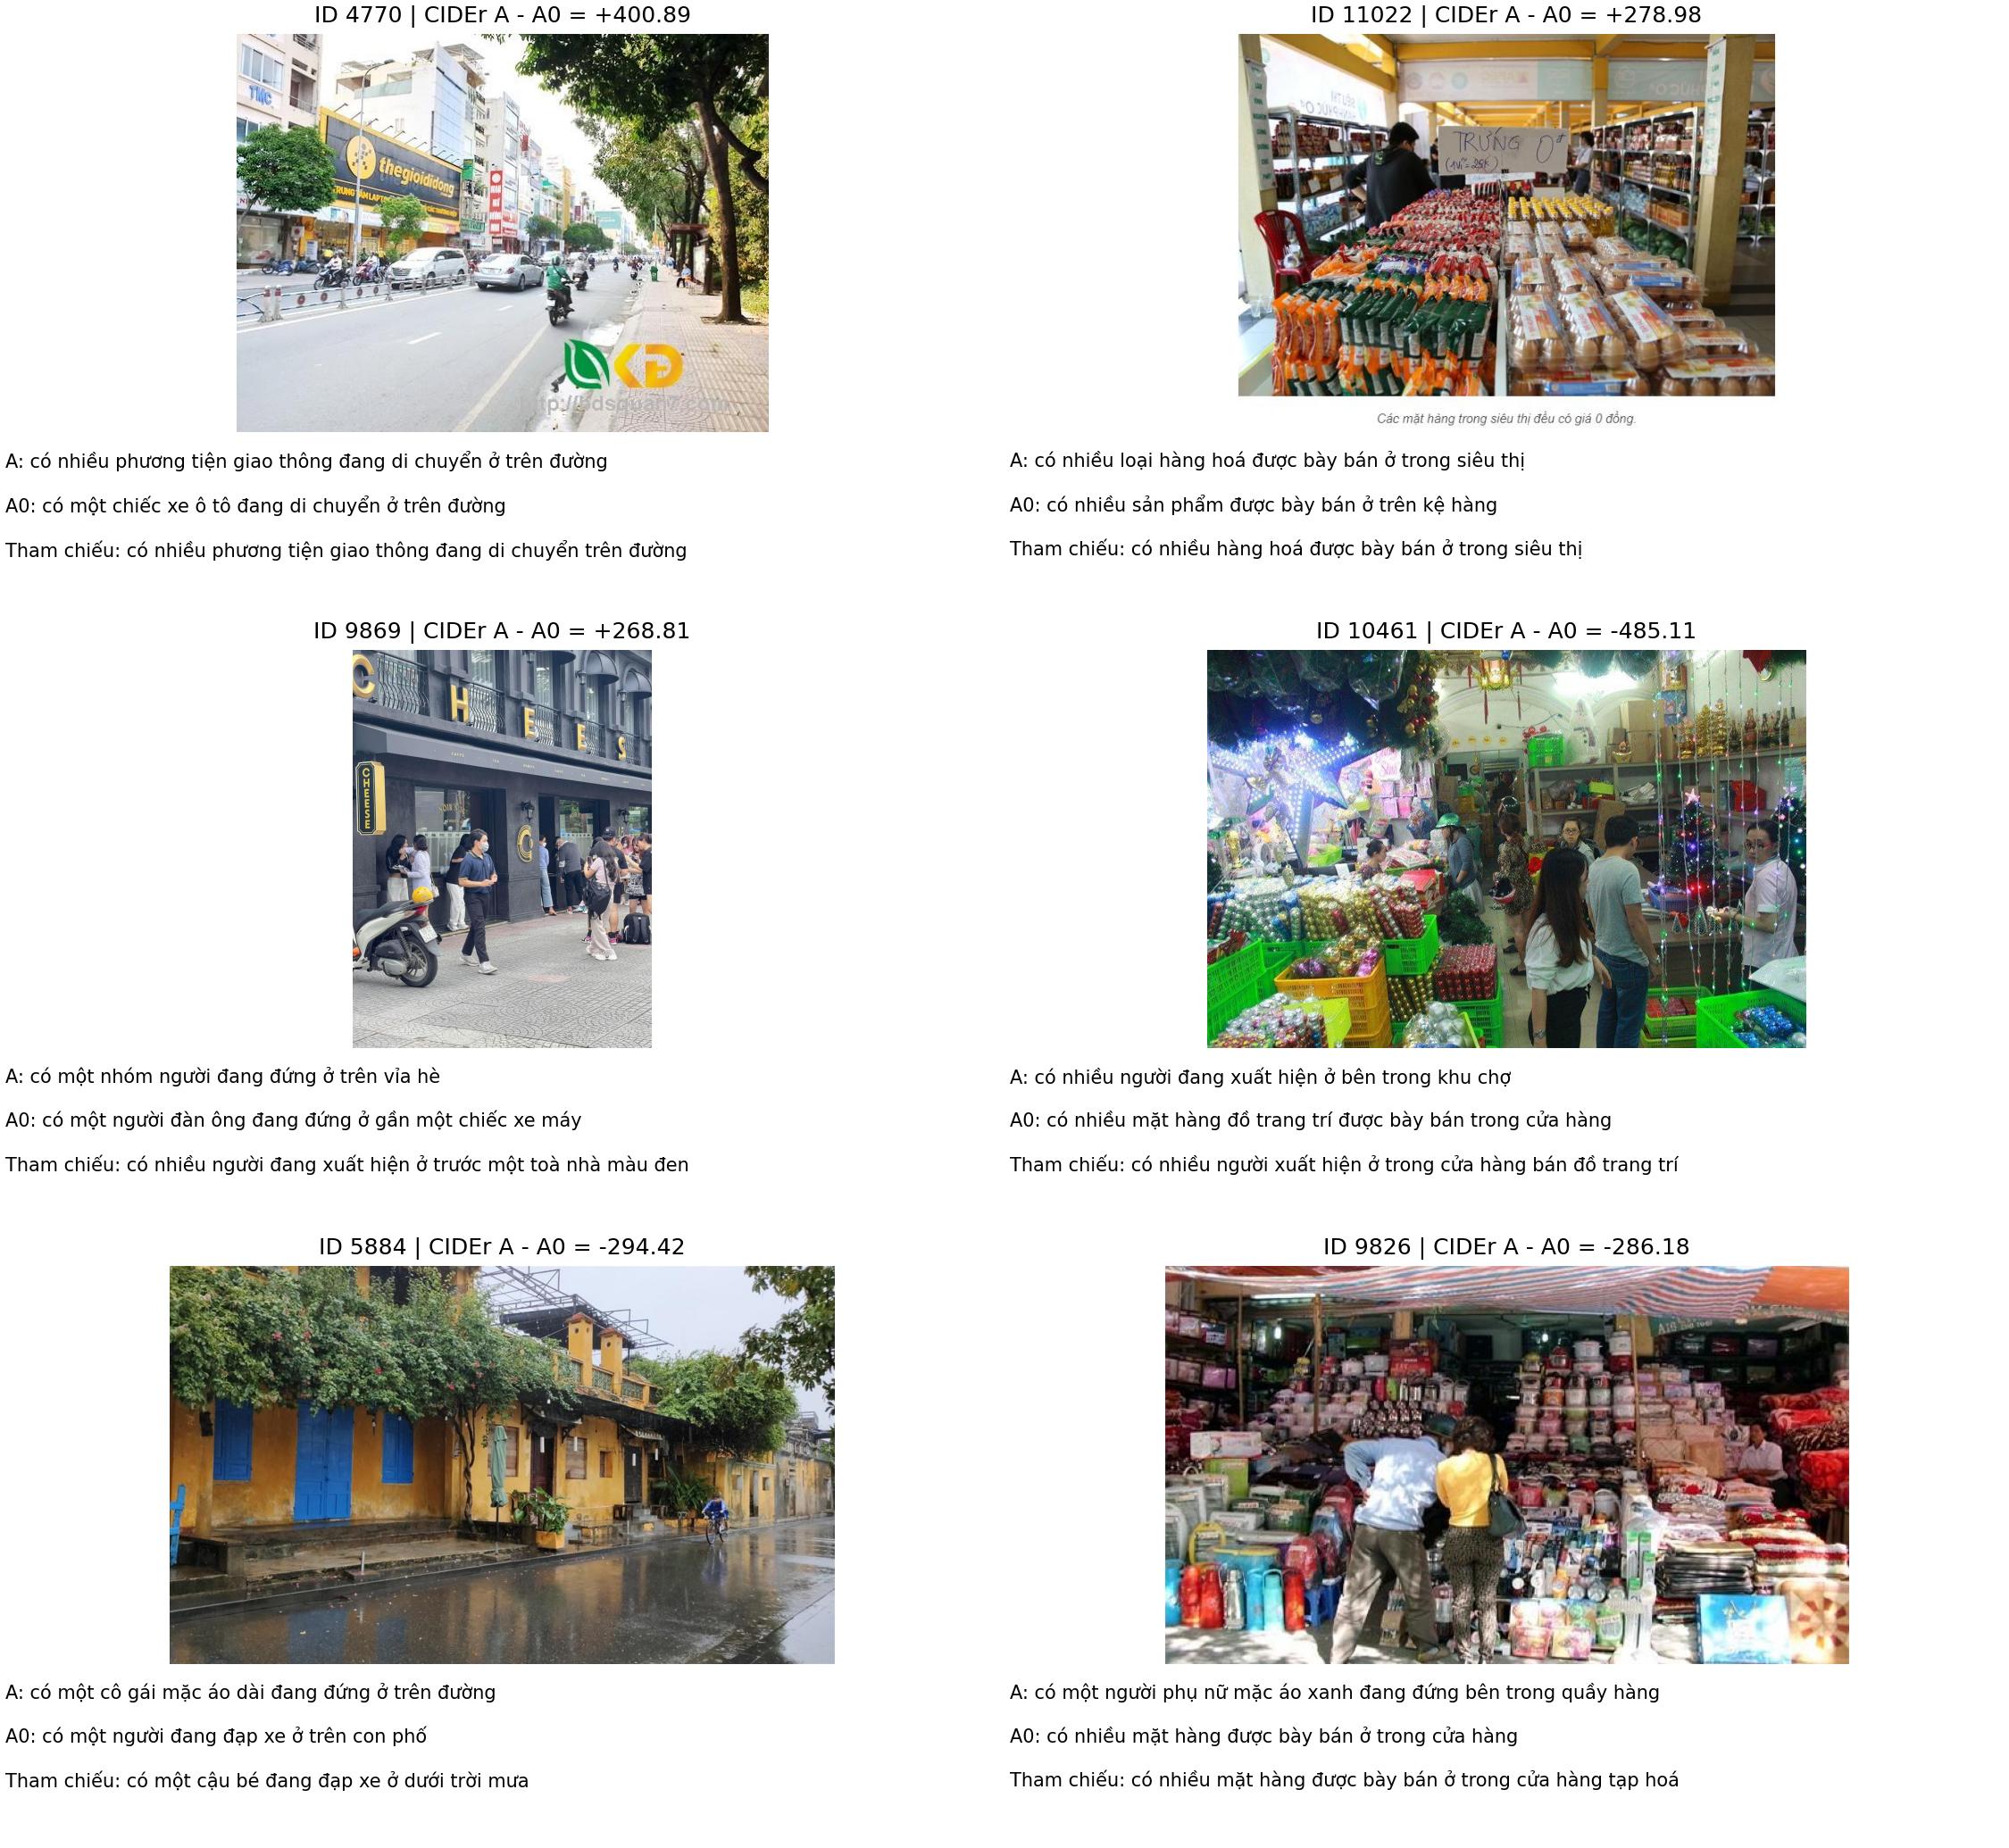 ID 4770 | CIDEr A - A0 = +400.89
TMC
thegioididong
KD
A: có nhiều phương tiện giao thông đang di chuyển ở trên đường
A0: có một chiếc xe ô tô đang di chuyển ở trên đường
Tham chiếu: có nhiều phương tiện giao thông đang di chuyển trên đường
ID 11022 | CIDEr A - A0 = +278.98
TRỨNG 0đ
Các mặt hàng trong siêu thị đều có giá 0 đồng.
A: có nhiều loại hàng hoá được bày bán ở trong siêu thị
A0: có nhiều sản phẩm được bày bán ở trên kệ hàng
Tham chiếu: có nhiều hàng hoá được bày bán ở trong siêu thị
ID 9869 | CIDEr A - A0 = +268.81
C H E E S
CHEESE
A: có một nhóm người đang đứng ở trên vỉa hè
A0: có một người đàn ông đang đứng ở gần một chiếc xe máy
Tham chiếu: có nhiều người đang xuất hiện ở trước một toà nhà màu đen
ID 10461 | CIDEr A - A0 = -485.11
A: có nhiều người đang xuất hiện ở bên trong khu chợ
A0: có nhiều mặt hàng đồ trang trí được bày bán trong cửa hàng
Tham chiếu: có nhiều người xuất hiện ở trong cửa hàng bán đồ trang trí
ID 5884 | CIDEr A - A0 = -294.42
A: có một cô gái mặc áo dài đang đứng ở trên đường
A0: có một người đang đạp xe ở trên con phố
Tham chiếu: có một cậu bé đang đạp xe ở dưới trời mưa
ID 9826 | CIDEr A - A0 = -286.18
A: có một người phụ nữ mặc áo xanh đang đứng bên trong quầy hàng
A0: có nhiều mặt hàng được bày bán ở trong cửa hàng
Tham chiếu: có nhiều mặt hàng được bày bán ở trong cửa hàng tạp hoá